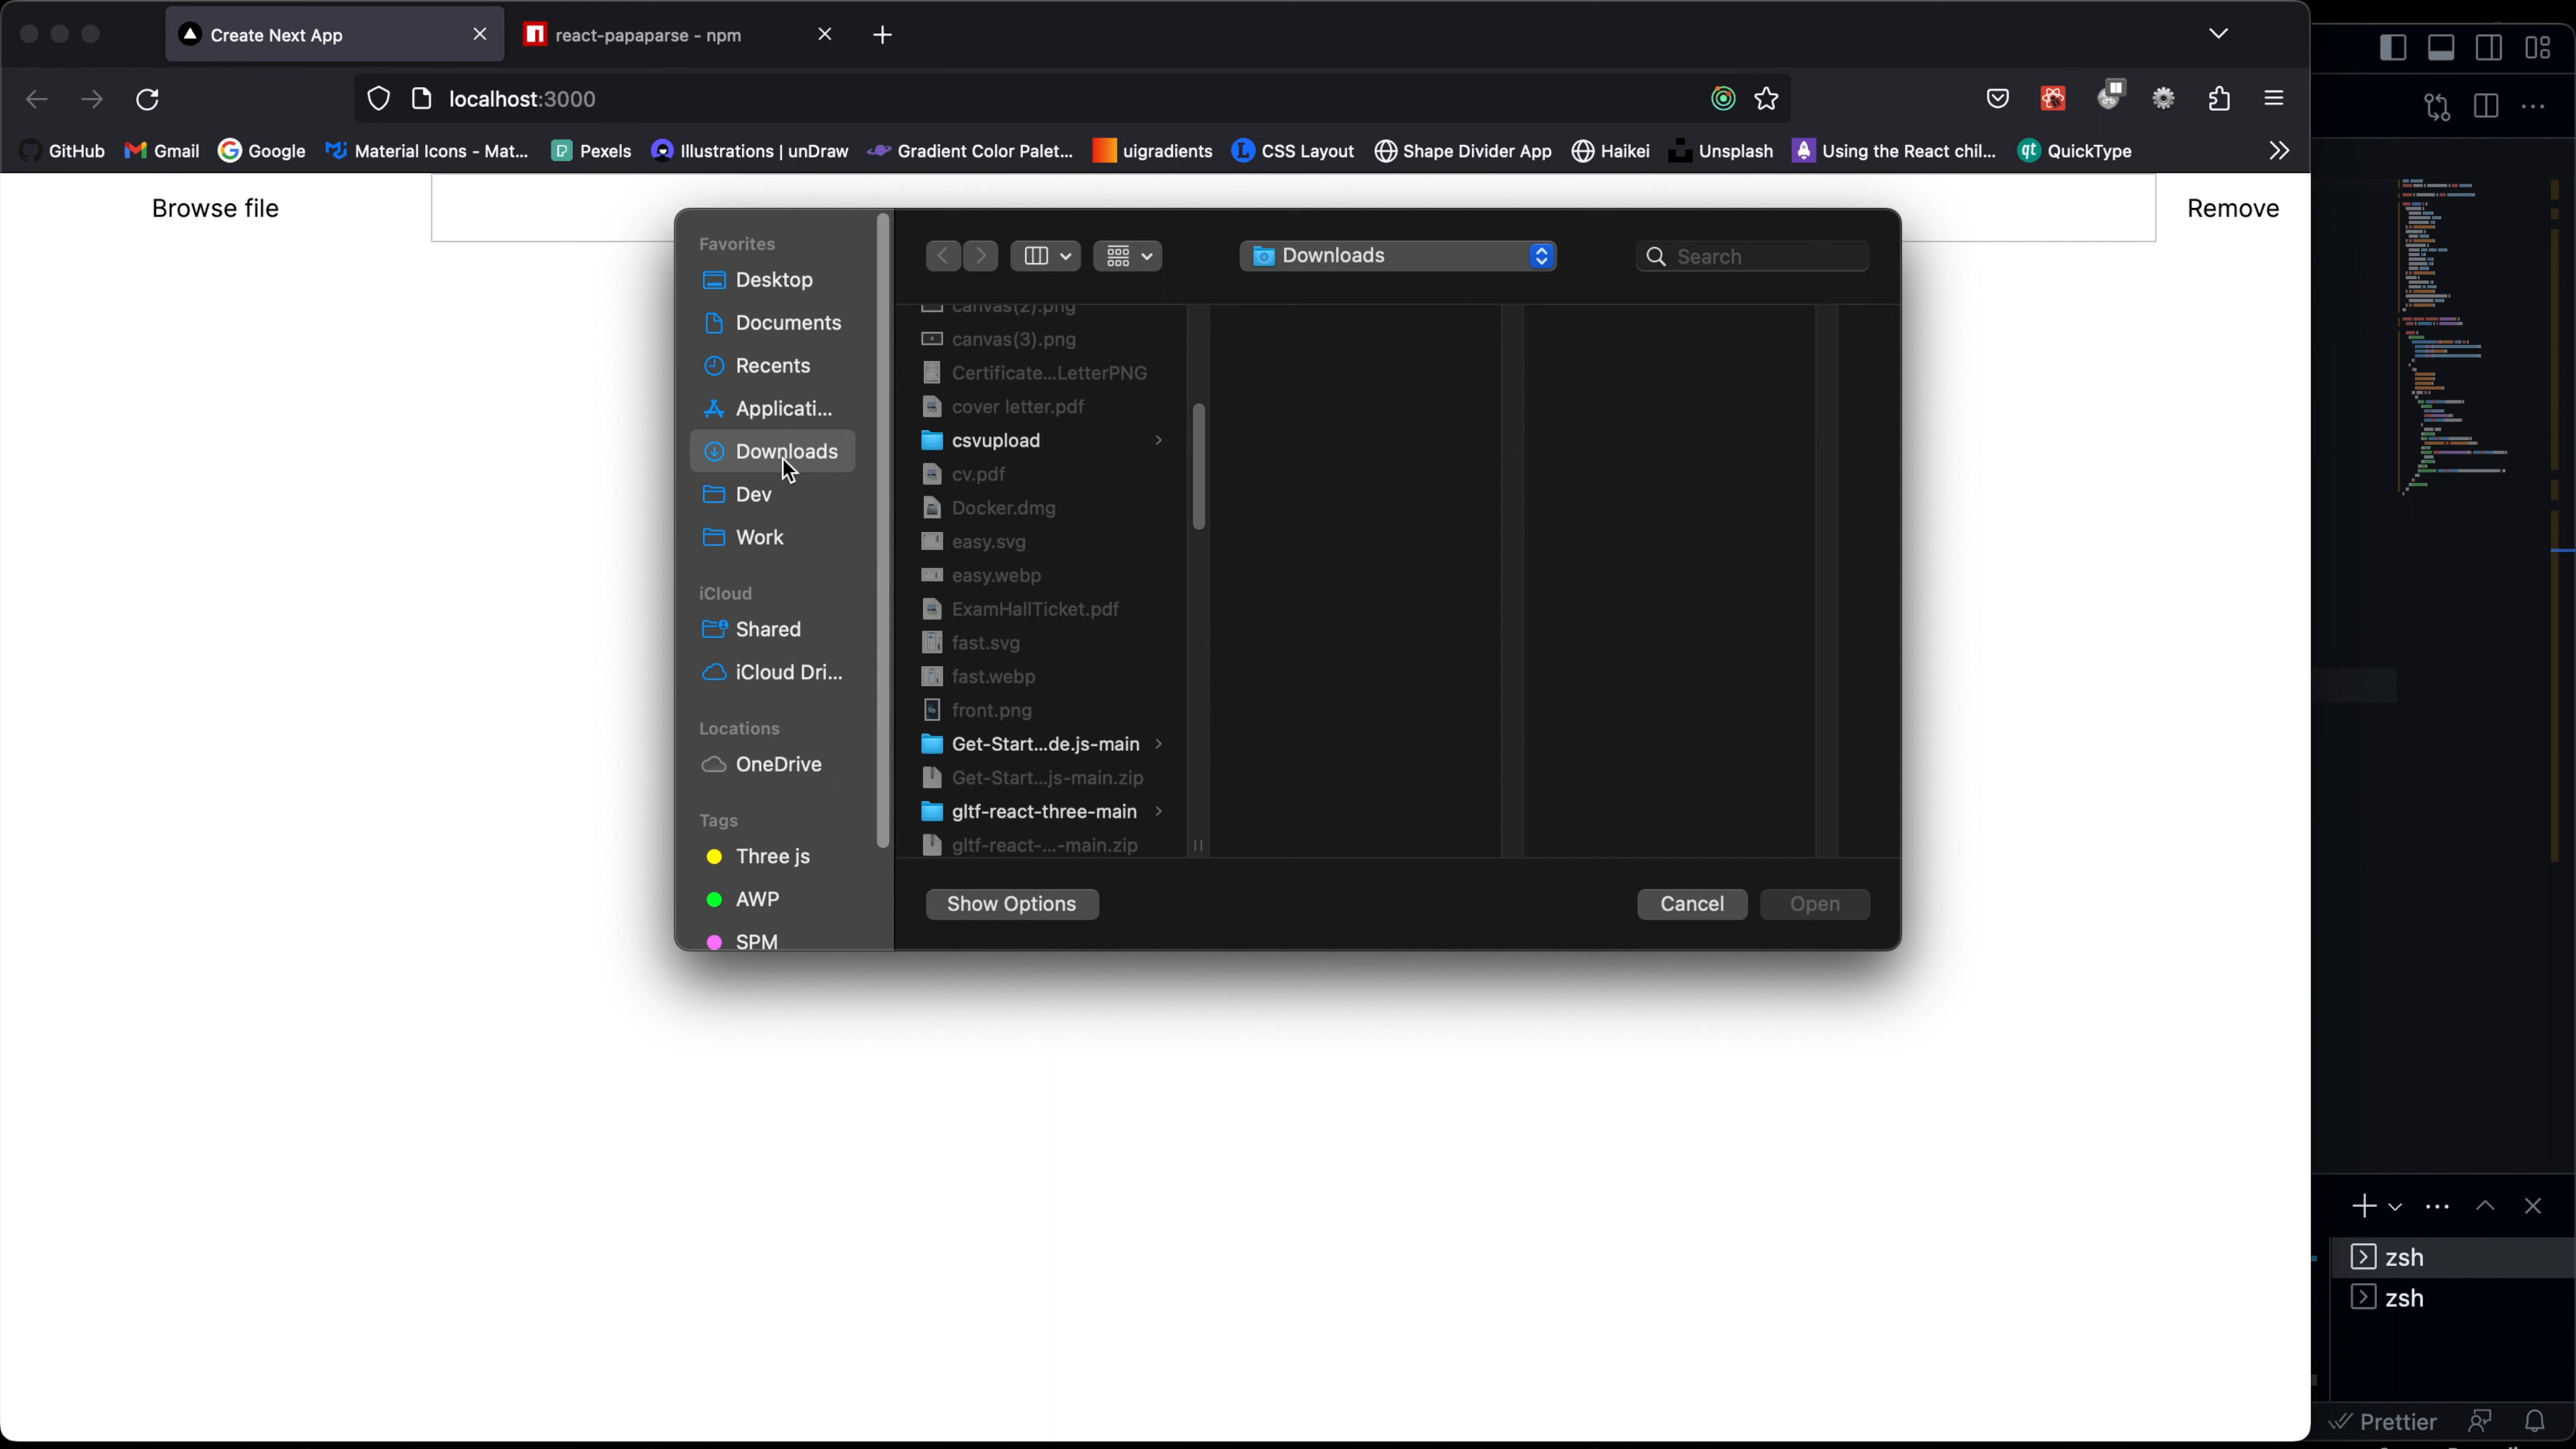 Create Next App
react-papaparse - npm
localhost:3000
GitHub
Gmail
Google
Material Icons - Mat...
Pexels
Illustrations | unDraw
Gradient Color Palet...
uigradients
CSS Layout
Shape Divider App
Haikei
Unsplash
Using the React chil...
QuickType
Browse file
Remove
Favorites
Desktop
Documents
Recents
Applicati...
Downloads
Dev
Work
iCloud
Shared
iCloud Dri...
Locations
OneDrive
Tags
Three js
AWP
SPM
Downloads
Search
canvas(2).png
canvas(3).png
Certificate...LetterPNG
cover letter.pdf
csvupload
cv.pdf
Docker.dmg
easy.svg
easy.webp
ExamHallTicket.pdf
fast.svg
fast.webp
front.png
Get-Start...de.js-main
Get-Start...js-main.zip
gltf-react-three-main
gltf-react-...-main.zip
Show Options
Cancel
Open
zsh
zsh
Prettier